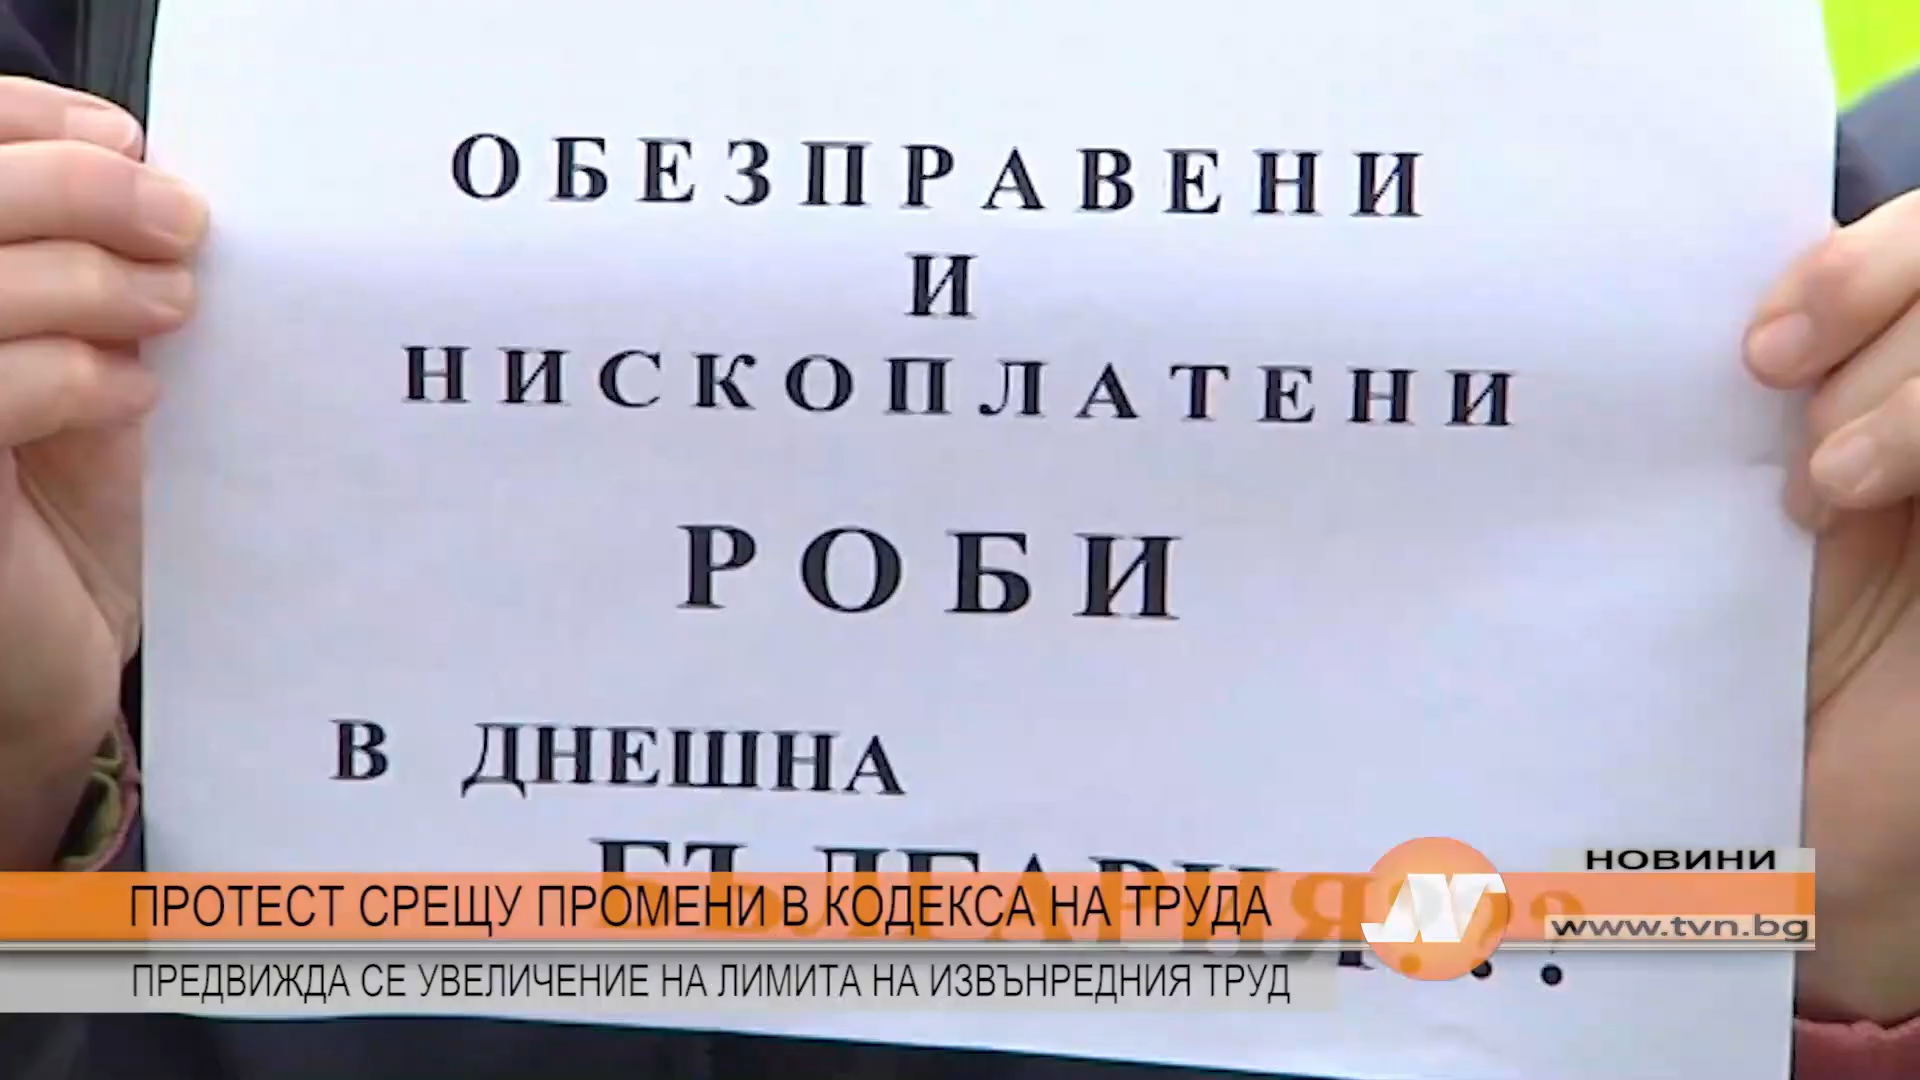 ОБЕЗПРАВЕНИ
И
НИСКОПЛАТЕНИ
РОБИ
В ДНЕШНА
БЪЛГАРИЯ???
НОВИНИ
ПРОТЕСТ СРЕЩУ ПРОМЕНИ В КОДЕКСА НА ТРУДА
www.tvn.bg
ПРЕДВИЖДА СЕ УВЕЛИЧЕНИЕ НА ЛИМИТА НА ИЗВЪНРЕДНИЯ ТРУД